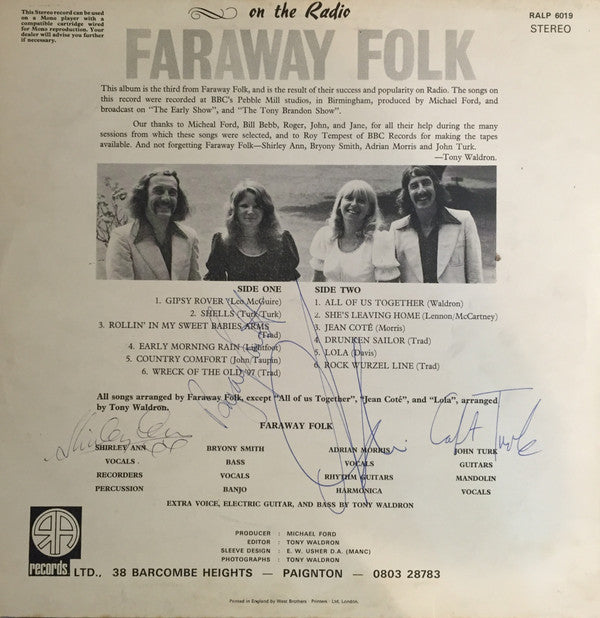 This Stereo record can be used
on a Mono player with a
compatible cartridge wired
for Mono reproduction. Your
dealer will advise you further
if necessary.
on the Radio
RALP 6019
STEREO
FARAWAY FOLK
This album is the third from Faraway Folk, and is the result of their success and popularity on Radio. The songs on
this record were recorded at BBC's Pebble Mill studios, in Birmingham, produced by Michael Ford, and
broadcast on "The Early Show", and "The Tony Brandon Show".
Our thanks to Micheal Ford, Bill Bebb, Roger, John, and Jane, for all their help during the many
sessions from which these songs were selected, and to Roy Tempest of BBC Records for making the tapes
available. And not forgetting Faraway Folk—Shirley Ann, Bryony Smith, Adrian Morris and John Turk.
—Tony Waldron.
SIDE ONE
1. GIPSY ROVER (Leo McGuire)
2. SHELLS (Turk/Turk)
3. ROLLIN' IN MY SWEET BABIES ARMS
(Trad)
4. EARLY MORNING RAIN (Lightfoot)
5. COUNTRY COMFORT (John/Taupin)
6. WRECK OF THE OLD '97 (Trad)
SIDE TWO
1. ALL OF US TOGETHER (Waldron)
2. SHE'S LEAVING HOME (Lennon/McCartney)
3. JEAN COTÉ (Morris)
4. DRUNKEN SAILOR (Trad)
5. LOLA (Davis)
6. ROCK WURZEL LINE (Trad)
All songs arranged by Faraway Folk, except "All of us Together", "Jean Coté", and "Lola", arranged
by Tony Waldron.
Shirley Ann
Capt Turk
FARAWAY FOLK
SHIRLEY ANN BRYONY SMITH ADRIAN MORRIS JOHN TURK
VOCALS BASS VOCALS GUITARS
RECORDERS VOCALS RHYTHM GUITARS MANDOLIN
PERCUSSION BANJO HARMONICA VOCALS
EXTRA VOICE, ELECTRIC GUITAR, AND BASS BY TONY WALDRON
PRODUCER : MICHAEL FORD
EDITOR : TONY WALDRON
SLEEVE DESIGN : E. W. USHER D.A. (MANC)
PHOTOGRAPHS : TONY WALDRON
RA
records LTD., 38 BARCOMBE HEIGHTS — PAIGNTON — 0803 28783
Printed in England by West Brothers · Printers · Ltd, London.